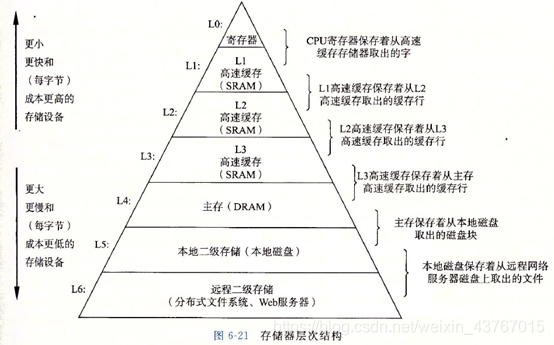 L0:
寄存器
CPU寄存器保存着从高速
缓存存储器取出的字
更小
更快和
(每字节)
成本更高的
存储设备
L1:
L1
高速缓存
(SRAM)
L1高速缓存保存着从L2
高速缓存取出的缓存行
L2:
L2
高速缓存
(SRAM)
L2高速缓存保存着从L3
高速缓存取出的缓存行
L3:
L3
高速缓存
(SRAM)
L3高速缓存保存着从主存
高速缓存取出的缓存行
更大
更慢和
(每字节)
成本更低的
存储设备
L4:
主存(DRAM)
主存保存着从本地磁盘
取出的磁盘块
L5:
本地二级存储(本地磁盘)
本地磁盘保存着从远程网络
服务器磁盘上取出的文件
L6:
远程二级存储
(分布式文件系统、Web服务器)
图 6-21 存储器层次结构
https://blog.csdn.net/weixin_43767015